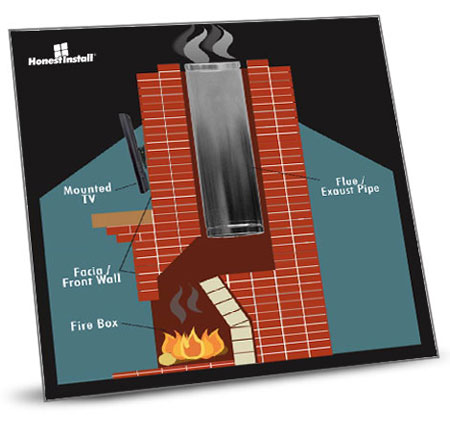 HonestInstall®
Mounted
TV
Flue /
Exaust Pipe
Facia /
Front Wall
Fire Box